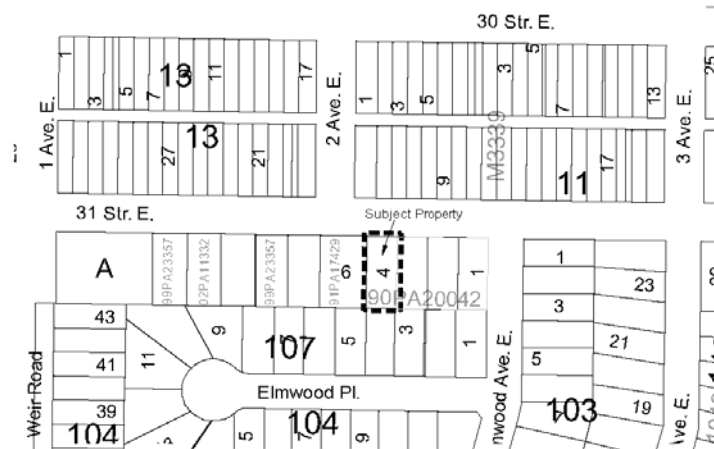 30 Str. E.
1
3
5
7
13
11
17
1
3
5
3
5
7
13
25
1 Ave. E.
2 Ave. E.
3 Ave. E.
27
13
21
9
M3339
11
17
31 Str. E.
Subject Property
A
99PA23357
02PA11332
99PA23357
91PA17429
6
4
1
90PA20042
1
23
3
21
5
19
103
43
41
39
104
Weir Road
11
9
107
5
3
1
Elmwood Pl.
mwood Ave. E.
Ave. E.
5
7
104
9